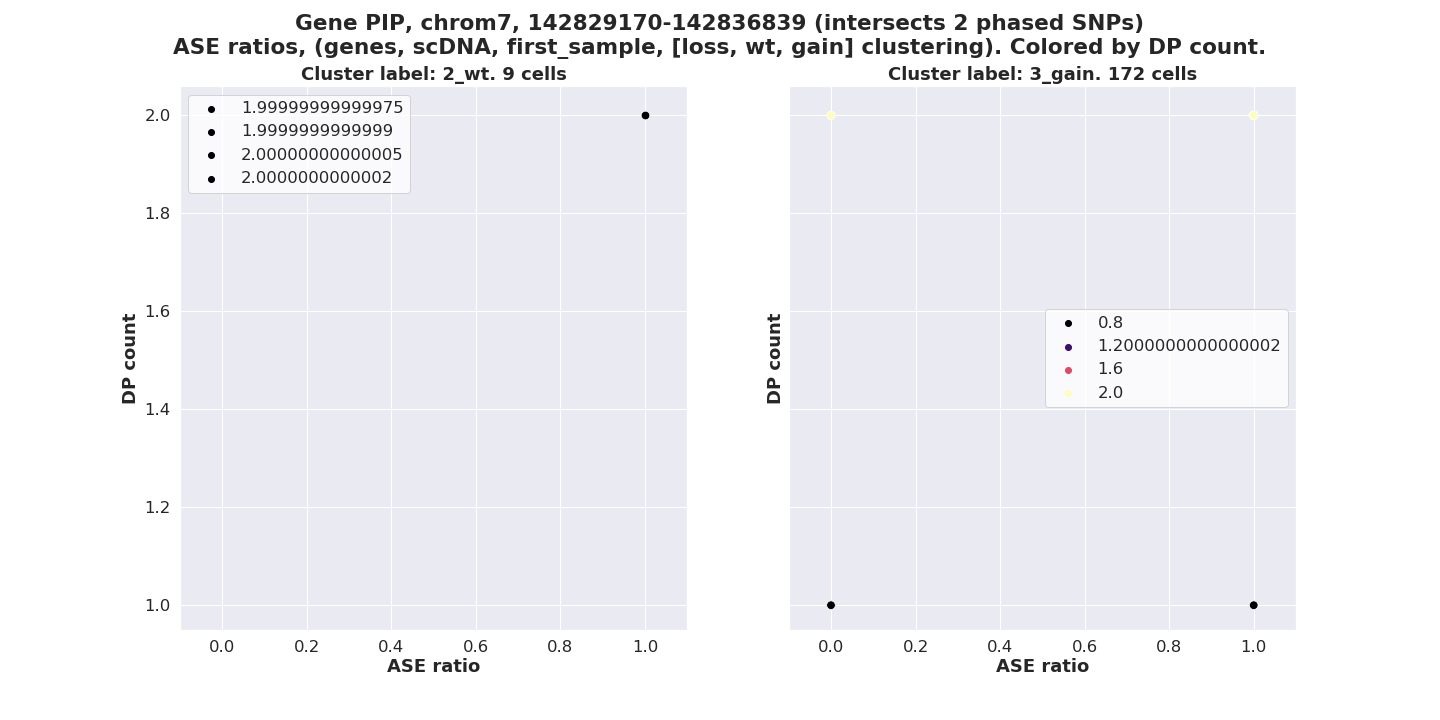 Gene PIP, chrom7, 142829170-142836839 (intersects 2 phased SNPs)
ASE ratios, (genes, scDNA, first_sample, [loss, wt, gain] clustering). Colored by DP count.
Cluster label: 2_wt. 9 cells
1.99999999999975
1.9999999999999
2.00000000000005
2.0000000000002
2.0
1.8
1.6
1.4
1.2
1.0
DP count
0.0 0.2 0.4 0.6 0.8 1.0
ASE ratio
Cluster label: 3_gain. 172 cells
0.8
1.2000000000000002
1.6
2.0
DP count
0.0 0.2 0.4 0.6 0.8 1.0
ASE ratio